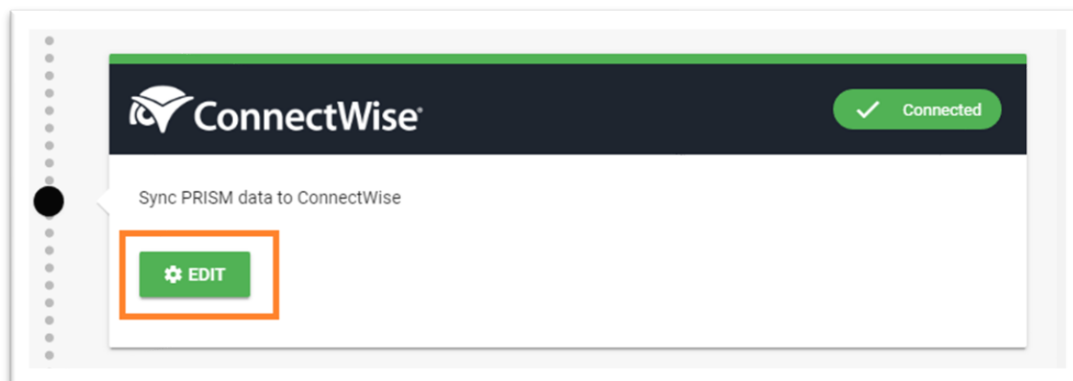 ConnectWise
Connected
Sync PRISM data to ConnectWise
EDIT